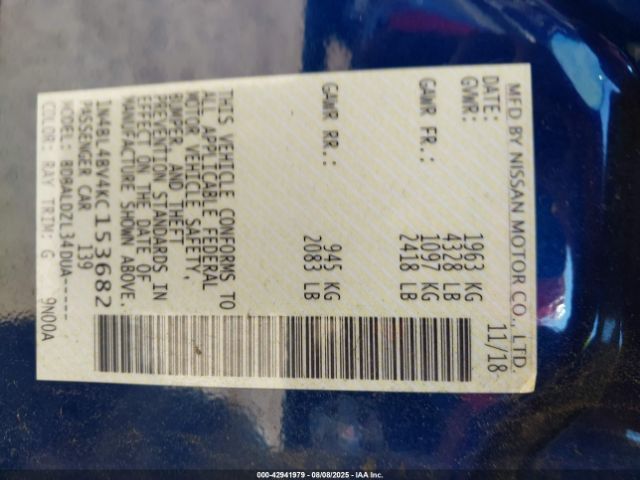 MFD BY NISSAN MOTOR CO., LTD.
DATE: 11/18
GVWR: 1963 KG
4328 LB
GAWR FR.: 1097 KG
2418 LB
GAWR RR.: 945 KG
2083 LB
THIS VEHICLE CONFORMS TO
ALL APPLICABLE FEDERAL
MOTOR VEHICLE SAFETY,
BUMPER, AND THEFT
PREVENTION STANDARDS IN
EFFECT ON THE DATE OF
MANUFACTURE SHOWN ABOVE.
1N4BL4BV4KC153682
PASSENGER CAR 139
MODEL: BDBALDZL34DUA-----
COLOR: RAY TRIM: G 9N00A
000-42941979 - 08/08/2025 - IAA Inc.